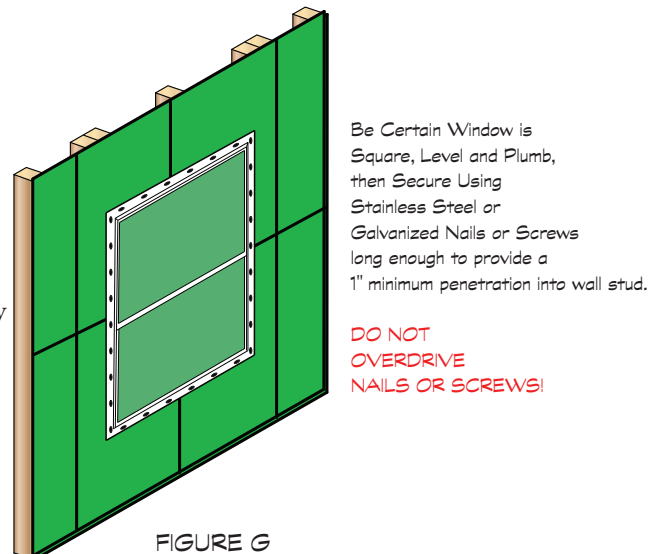 Be Certain Window is
Square, Level and Plumb,
then Secure Using
Stainless Steel or
Galvanized Nails or Screws
long enough to provide a
1" minimum penetration into wall stud.
DO NOT
OVERDRIVE
NAILS OR SCREWS!
y
FIGURE G